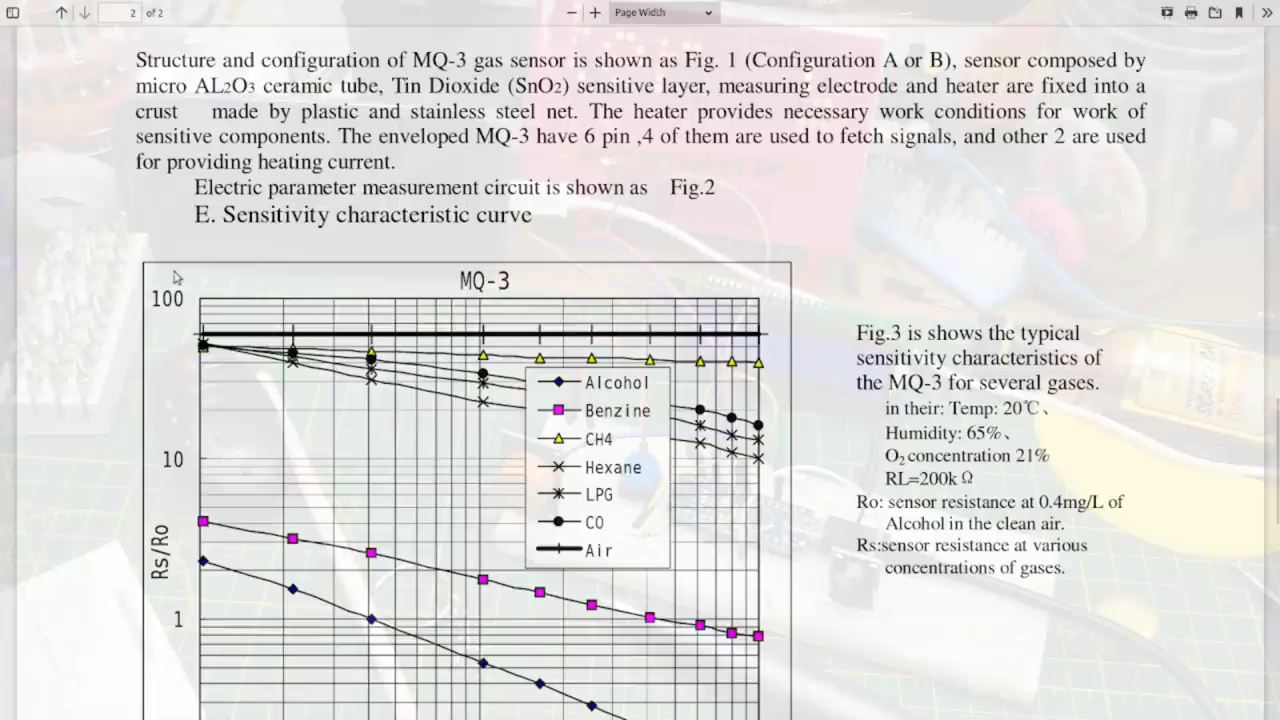 2 of 2
Page Width
Structure and configuration of MQ-3 gas sensor is shown as Fig. 1 (Configuration A or B), sensor composed by
micro AL2O3 ceramic tube, Tin Dioxide (SnO2) sensitive layer, measuring electrode and heater are fixed into a
crust made by plastic and stainless steel net. The heater provides necessary work conditions for work of
sensitive components. The enveloped MQ-3 have 6 pin ,4 of them are used to fetch signals, and other 2 are used
for providing heating current.
Electric parameter measurement circuit is shown as Fig.2
E. Sensitivity characteristic curve
MQ-3
100
10
1
Rs/Ro
Alcohol
Benzine
CH4
Hexane
LPG
CO
Air
Fig.3 is shows the typical
sensitivity characteristics of
the MQ-3 for several gases.
in their: Temp: 20℃、
Humidity: 65%、
O2 concentration 21%
RL=200k Ω
Ro: sensor resistance at 0.4mg/L of
Alcohol in the clean air.
Rs:sensor resistance at various
concentrations of gases.